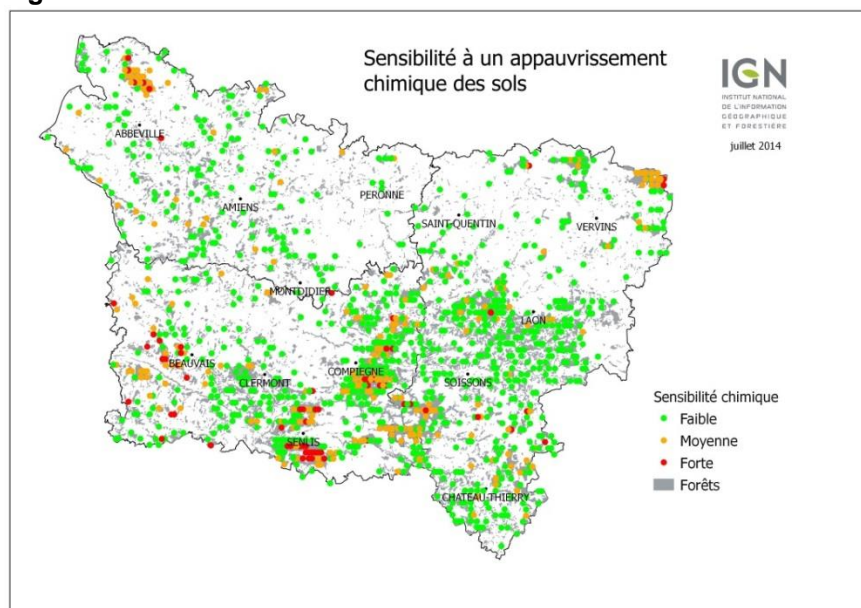 g
Sensibilité à un appauvrissement
chimique des sols
IGN
INSTITUT NATIONAL
DE L'INFORMATION
GÉOGRAPHIQUE
ET FORESTIÈRE
juillet 2014
ABBEVILLE
AMIENS
PERONNE
SAINT-QUENTIN
VERVINS
MONTDIDIER
LAON
BEAUVAIS
CLERMONT
COMPIEGNE
SOISSONS
SENLIS
CHATEAU-THIERRY
Sensibilité chimique
Faible
Moyenne
Forte
Forêts